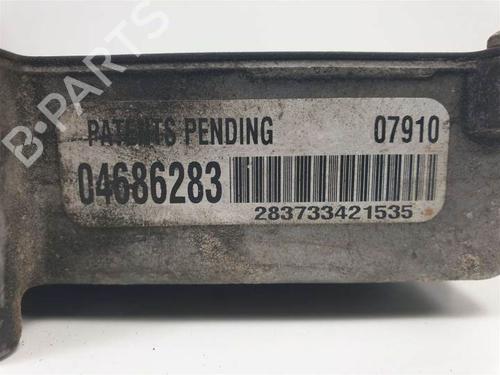 B-PARTS
PATENTS PENDING 07910
04686283
283733421535